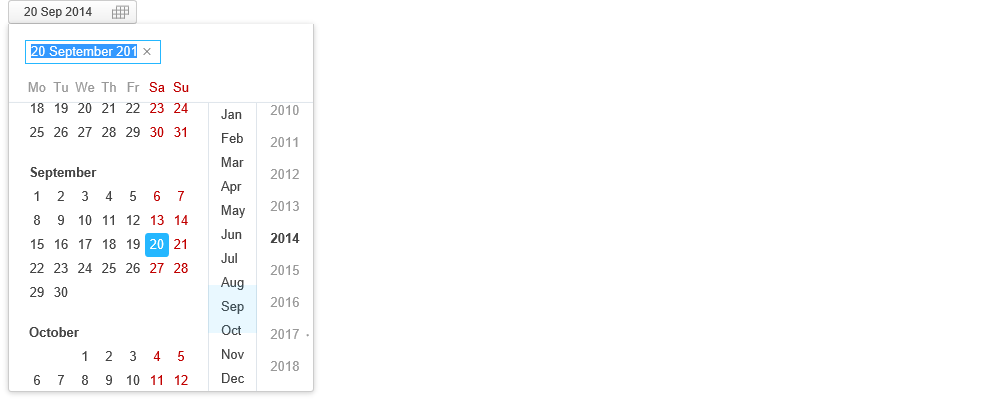 20 Sep 2014
20 September 201
Mo Tu We Th Fr Sa Su
18 19 20 21 22 23 24
25 26 27 28 29 30 31
September
1 2 3 4 5 6 7
8 9 10 11 12 13 14
15 16 17 18 19 20 21
22 23 24 25 26 27 28
29 30
October
1 2 3 4 5
6 7 8 9 10 11 12
Jan
Feb
Mar
Apr
May
Jun
Jul
Aug
Sep
Oct
Nov
Dec
2010
2011
2012
2013
2014
2015
2016
2017
2018